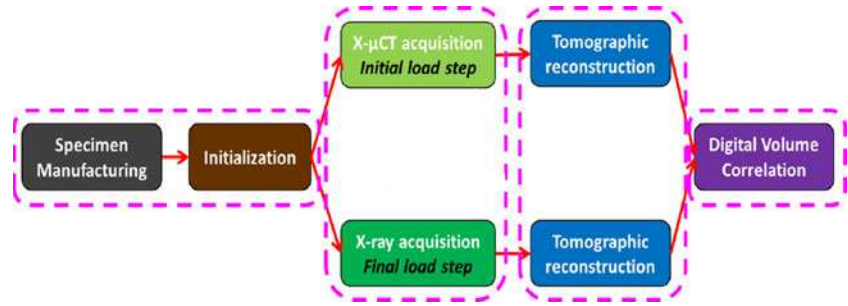 X-μCT acquisition
Initial load step
Tomographic
reconstruction
Specimen
Manufacturing
Initialization
Digital Volume
Correlation
X-ray acquisition
Final load step
Tomographic
reconstruction